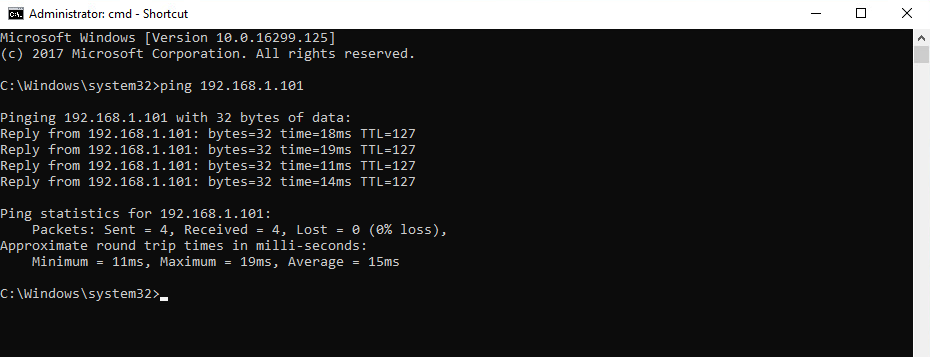 Administrator: cmd - Shortcut
Microsoft Windows [Version 10.0.16299.125]
(c) 2017 Microsoft Corporation. All rights reserved.
C:\Windows\system32>ping 192.168.1.101
Pinging 192.168.1.101 with 32 bytes of data:
Reply from 192.168.1.101: bytes=32 time=18ms TTL=127
Reply from 192.168.1.101: bytes=32 time=19ms TTL=127
Reply from 192.168.1.101: bytes=32 time=11ms TTL=127
Reply from 192.168.1.101: bytes=32 time=14ms TTL=127
Ping statistics for 192.168.1.101:
    Packets: Sent = 4, Received = 4, Lost = 0 (0% loss),
Approximate round trip times in milli-seconds:
    Minimum = 11ms, Maximum = 19ms, Average = 15ms
C:\Windows\system32>